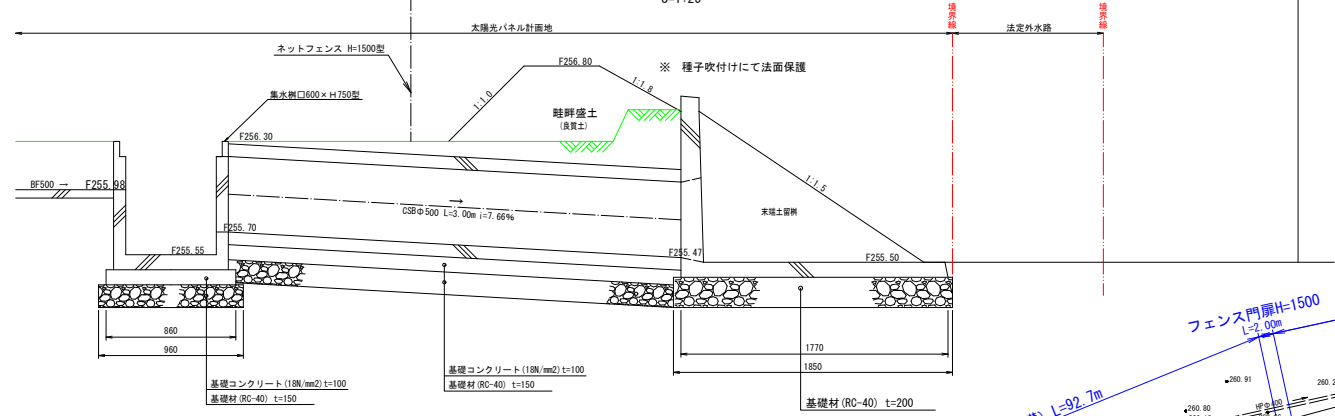 境界線
境界線
太陽光パネル計画地
法定外水路
ネットフェンス H=1500型
F256.80
※ 種子吹付けにて法面保護
1:1.0
1:1.8
集水桝口600×H750型
畦畔盛土
(良質土)
F256.30
BF500 →
F255.98
1:1.5
CSBΦ500 L=3.00m i=7.66%
末端土留桝
F255.70
F255.55
F255.47
F255.50
860
960
1770
1850
基礎コンクリート(18N/mm2)t=100
基礎材(RC-40) t=150
基礎コンクリート(18N/mm2)t=100
基礎材(RC-40) t=150
基礎材(RC-40) t=200
フェンス門扉H=1500
L=2.00m
L=92.7m
260.91
260.80
HPΦ400